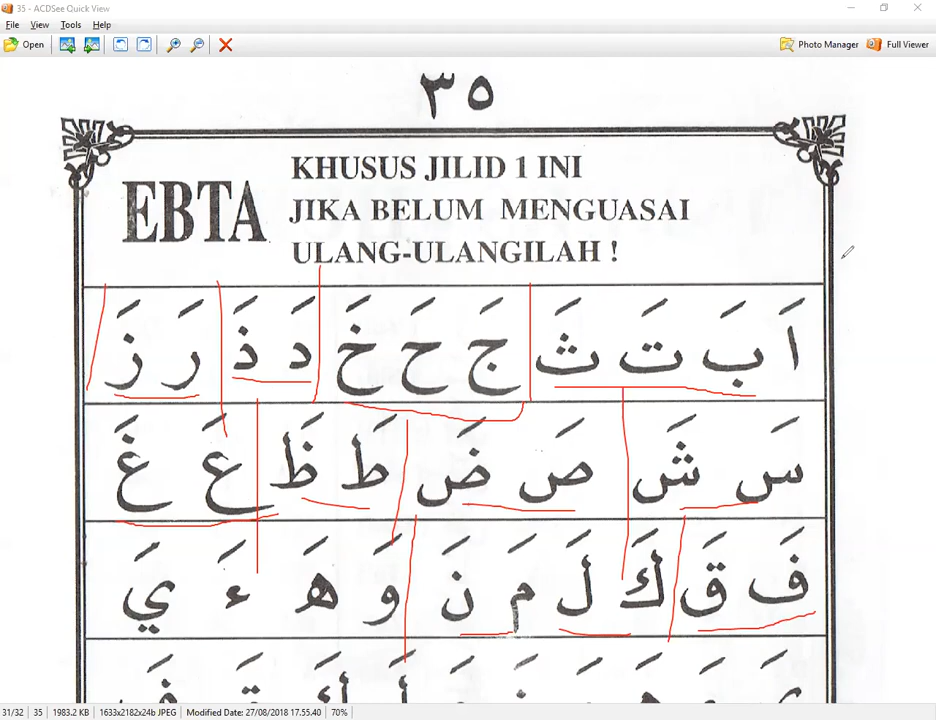 35 - ACDSee Quick View
File View Tools Help
Open Photo Manager Full Viewer
٣٥
EBTA
KHUSUS JILID 1 INI
JIKA BELUM MENGUASAI
ULANG-ULANGILAH !
اَ بَ تَ ثَ جَ حَ خَ دَ ذَ رَ زَ
سَ شَ صَ ضَ طَ ظَ عَ غَ
فَ قَ كَ لَ مَ نَ وَ هَ ءَ يَ
31/32 35 1983.2 KB 1633x2182x24b JPEG Modified Date: 27/08/2018 17.55.40 70%